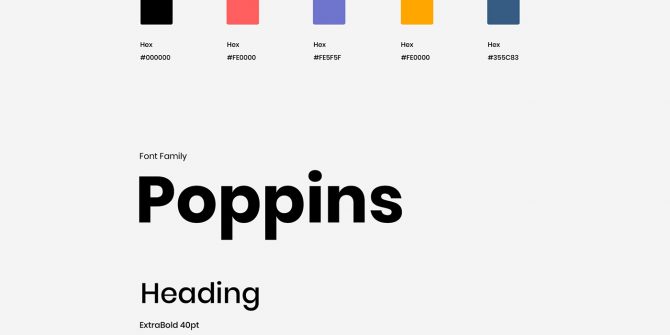 Hex Hex Hex Hex Hex
#000000 #FE0000 #FE5F5F #FE0000 #355C83
Font Family
Poppins
Heading
ExtraBold 40pt